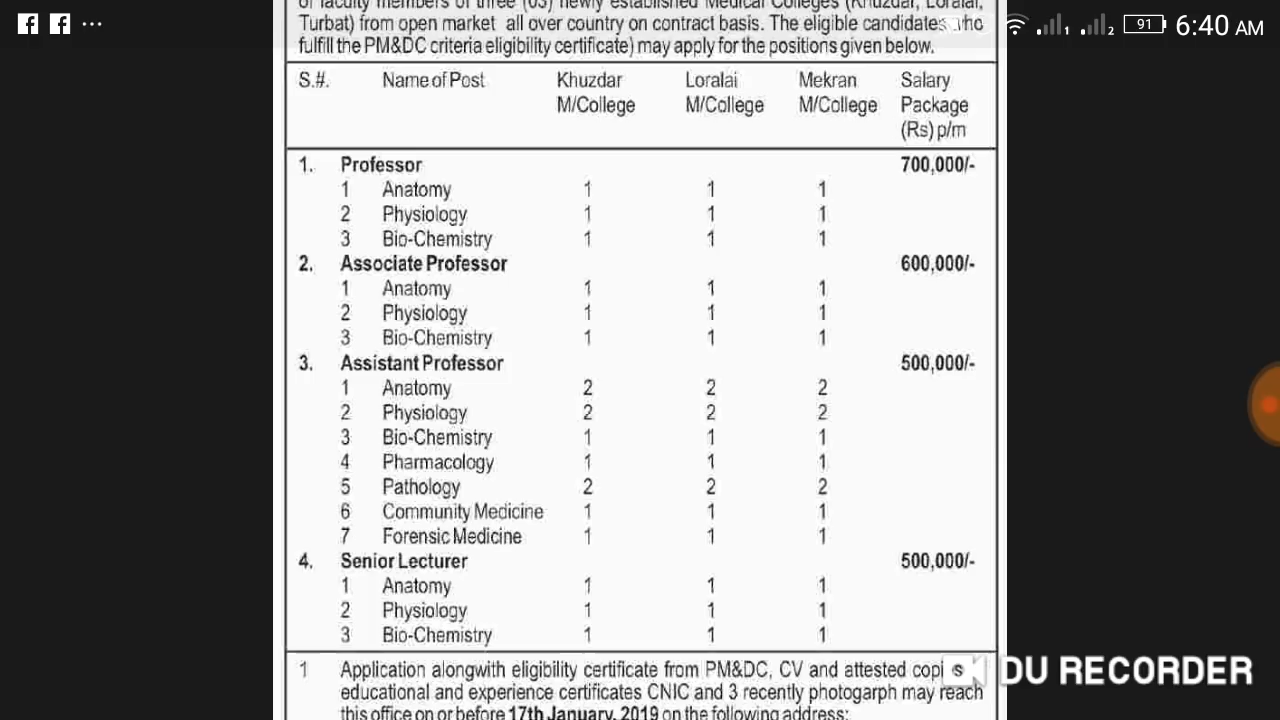 91 6:40 AM
of faculty members of three (03) newly established Medical Colleges (Khuzdar, Loralai,
Turbat) from open market all over country on contract basis. The eligible candidates who
fulfill the PM&DC criteria eligibility certificate) may apply for the positions given below.
S.#. Name of Post Khuzdar M/College Loralai M/College Mekran M/College Salary Package (Rs) p/m
1. Professor 700,000/-
1 Anatomy 1 1 1
2 Physiology 1 1 1
3 Bio-Chemistry 1 1 1
2. Associate Professor 600,000/-
1 Anatomy 1 1 1
2 Physiology 1 1 1
3 Bio-Chemistry 1 1 1
3. Assistant Professor 500,000/-
1 Anatomy 2 2 2
2 Physiology 2 2 2
3 Bio-Chemistry 1 1 1
4 Pharmacology 1 1 1
5 Pathology 2 2 2
6 Community Medicine 1 1 1
7 Forensic Medicine 1 1 1
4. Senior Lecturer 500,000/-
1 Anatomy 1 1 1
2 Physiology 1 1 1
3 Bio-Chemistry 1 1 1
1 Application alongwith eligibility certificate from PM&DC, CV and attested copies
educational and experience certificates CNIC and 3 recently photogarph may reach
this office on or before 17th January, 2019 on the following address:
DU RECORDER